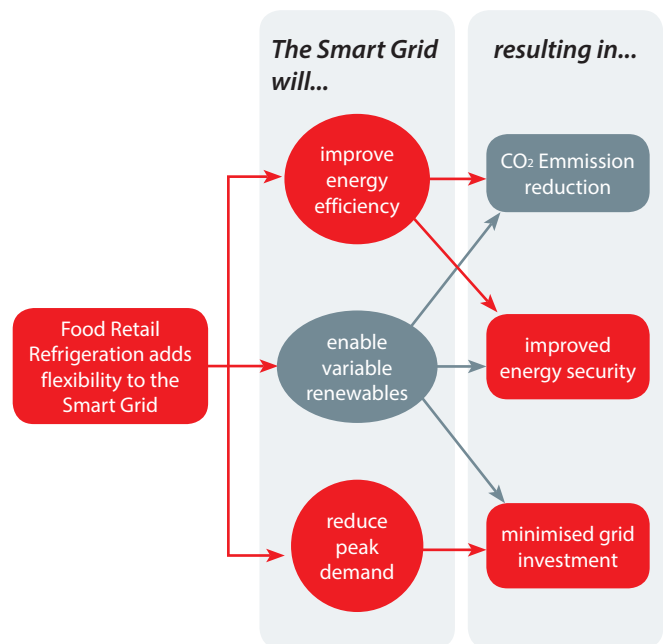 The Smart Grid
will...
resulting in...
improve
energy
efficiency
CO₂ Emmission
reduction
Food Retail
Refrigeration adds
flexibility to the
Smart Grid
enable
variable
renewables
improved
energy security
reduce
peak
demand
minimised grid
investment